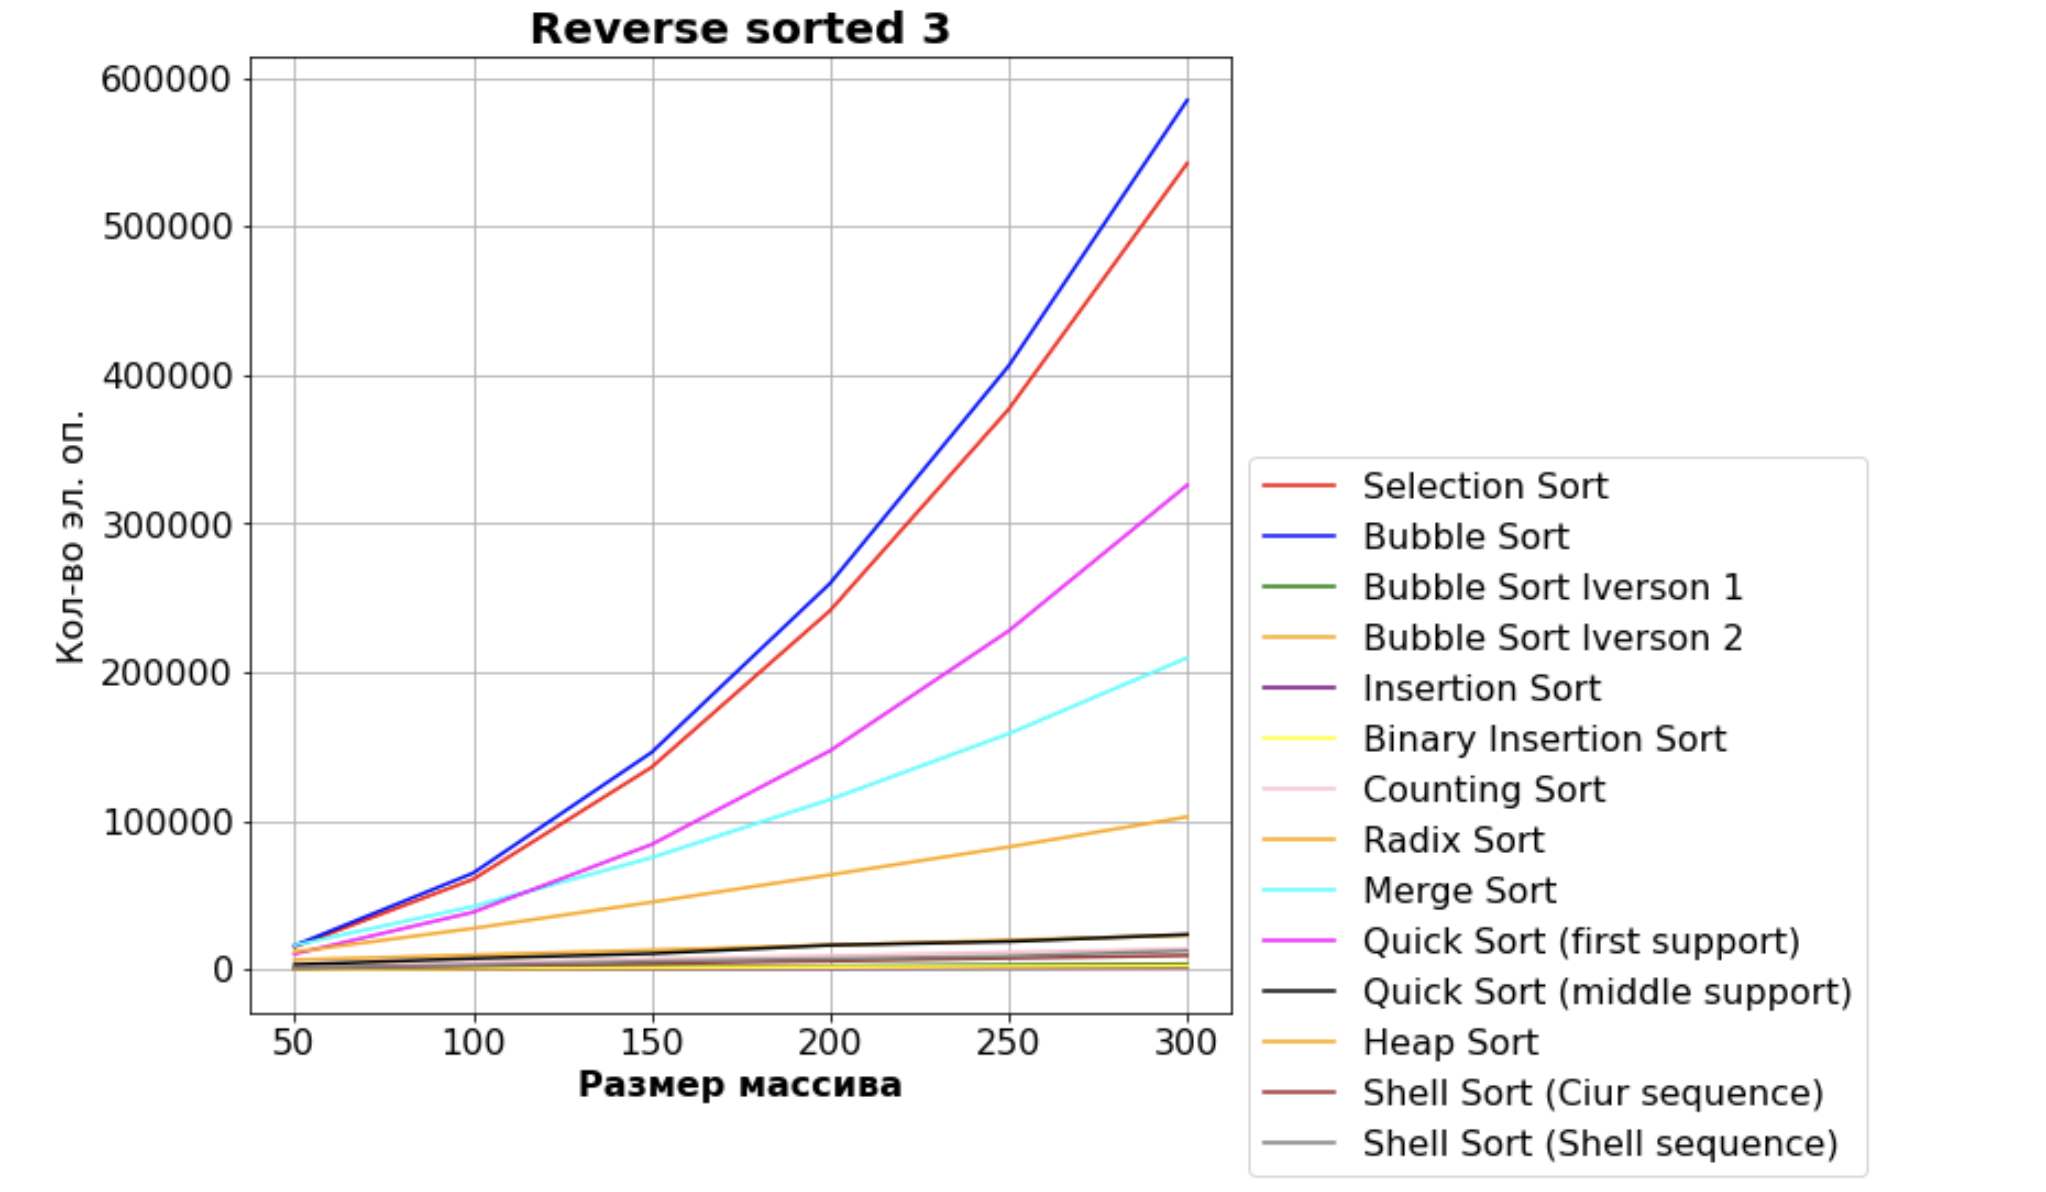 Reverse sorted 3
600000
500000
400000
300000
200000
100000
0
Кол-во эл. оп.
50 100 150 200 250 300
Размер массива
Selection Sort
Bubble Sort
Bubble Sort Iverson 1
Bubble Sort Iverson 2
Insertion Sort
Binary Insertion Sort
Counting Sort
Radix Sort
Merge Sort
Quick Sort (first support)
Quick Sort (middle support)
Heap Sort
Shell Sort (Ciur sequence)
Shell Sort (Shell sequence)